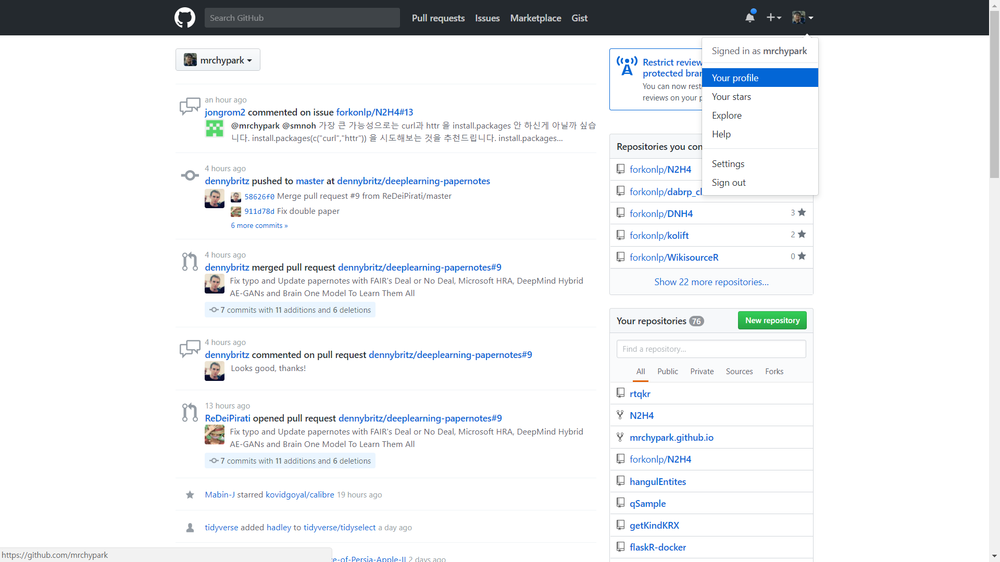 Search GitHub
Pull requests
Issues
Marketplace
Gist
Signed in as mrchypark
Your profile
Your stars
Explore
Help
Settings
Sign out
mrchypark
an hour ago
jongrom2 commented on issue forkonlp/N2H4#13
@mrchypark @smnoh 가장 큰 가능성으로는 curl과 httr 을 install.packages 안 하신게 아닐까 싶습
니다. install.packages(c("curl","httr")) 을 시도해보는 것을 추천드립니다. install.packages...
4 hours ago
dennybritz pushed to master at dennybritz/deeplearning-papernotes
58626f0 Merge pull request #9 from ReDeiPirati/master
911d78d Fix double paper
6 more commits »
4 hours ago
dennybritz merged pull request dennybritz/deeplearning-papernotes#9
Fix typo and Update papernotes with FAIR's Deal or No Deal, Microsoft HRA, DeepMind Hybrid
AE-GANs and Brain One Model To Learn Them All
7 commits with 11 additions and 6 deletions
4 hours ago
dennybritz commented on pull request dennybritz/deeplearning-papernotes#9
Looks good, thanks!
13 hours ago
ReDeiPirati opened pull request dennybritz/deeplearning-papernotes#9
Fix typo and Update papernotes with FAIR's Deal or No Deal, Microsoft HRA, DeepMind Hybrid
AE-GANs and Brain One Model To Learn Them All
7 commits with 11 additions and 6 deletions
Mabin-J starred kovidgoyal/calibre 19 hours ago
tidyverse added hadley to tidyverse/tidyselect a day ago
ce-of-Persia-Apple-II 2 days ago
https://github.com/mrchypark
Restrict review
protected bran
You can now rest
reviews on your p
Repositories you con
forkonlp/N2H4
forkonlp/dabrp_cl
forkonlp/DNH4 3
forkonlp/kolift 2
forkonlp/WikisourceR 0
Show 22 more repositories...
Your repositories 76
New repository
Find a repository...
All Public Private Sources Forks
rtqkr
N2H4
mrchypark.github.io
forkonlp/N2H4
hangulEntites
qSample
getKindKRX
flaskR-docker